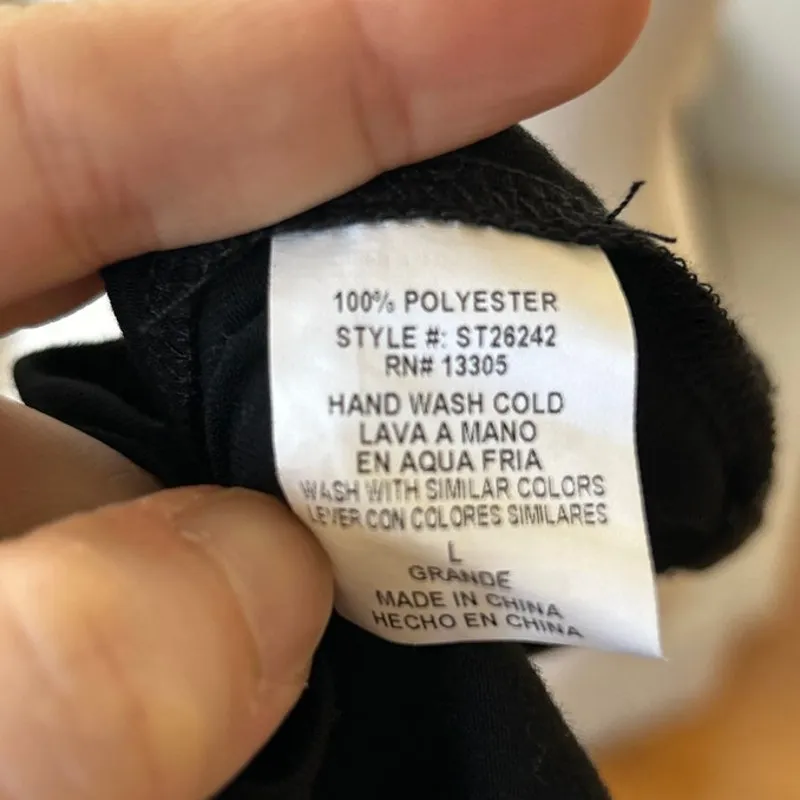 100% POLYESTER
STYLE #: ST26242
RN# 13305
HAND WASH COLD
LAVA A MANO
EN AQUA FRIA
WASH WITH SIMILAR COLORS
LEVER CON COLORES SIMILARES
L
GRANDE
MADE IN CHINA
HECHO EN CHINA